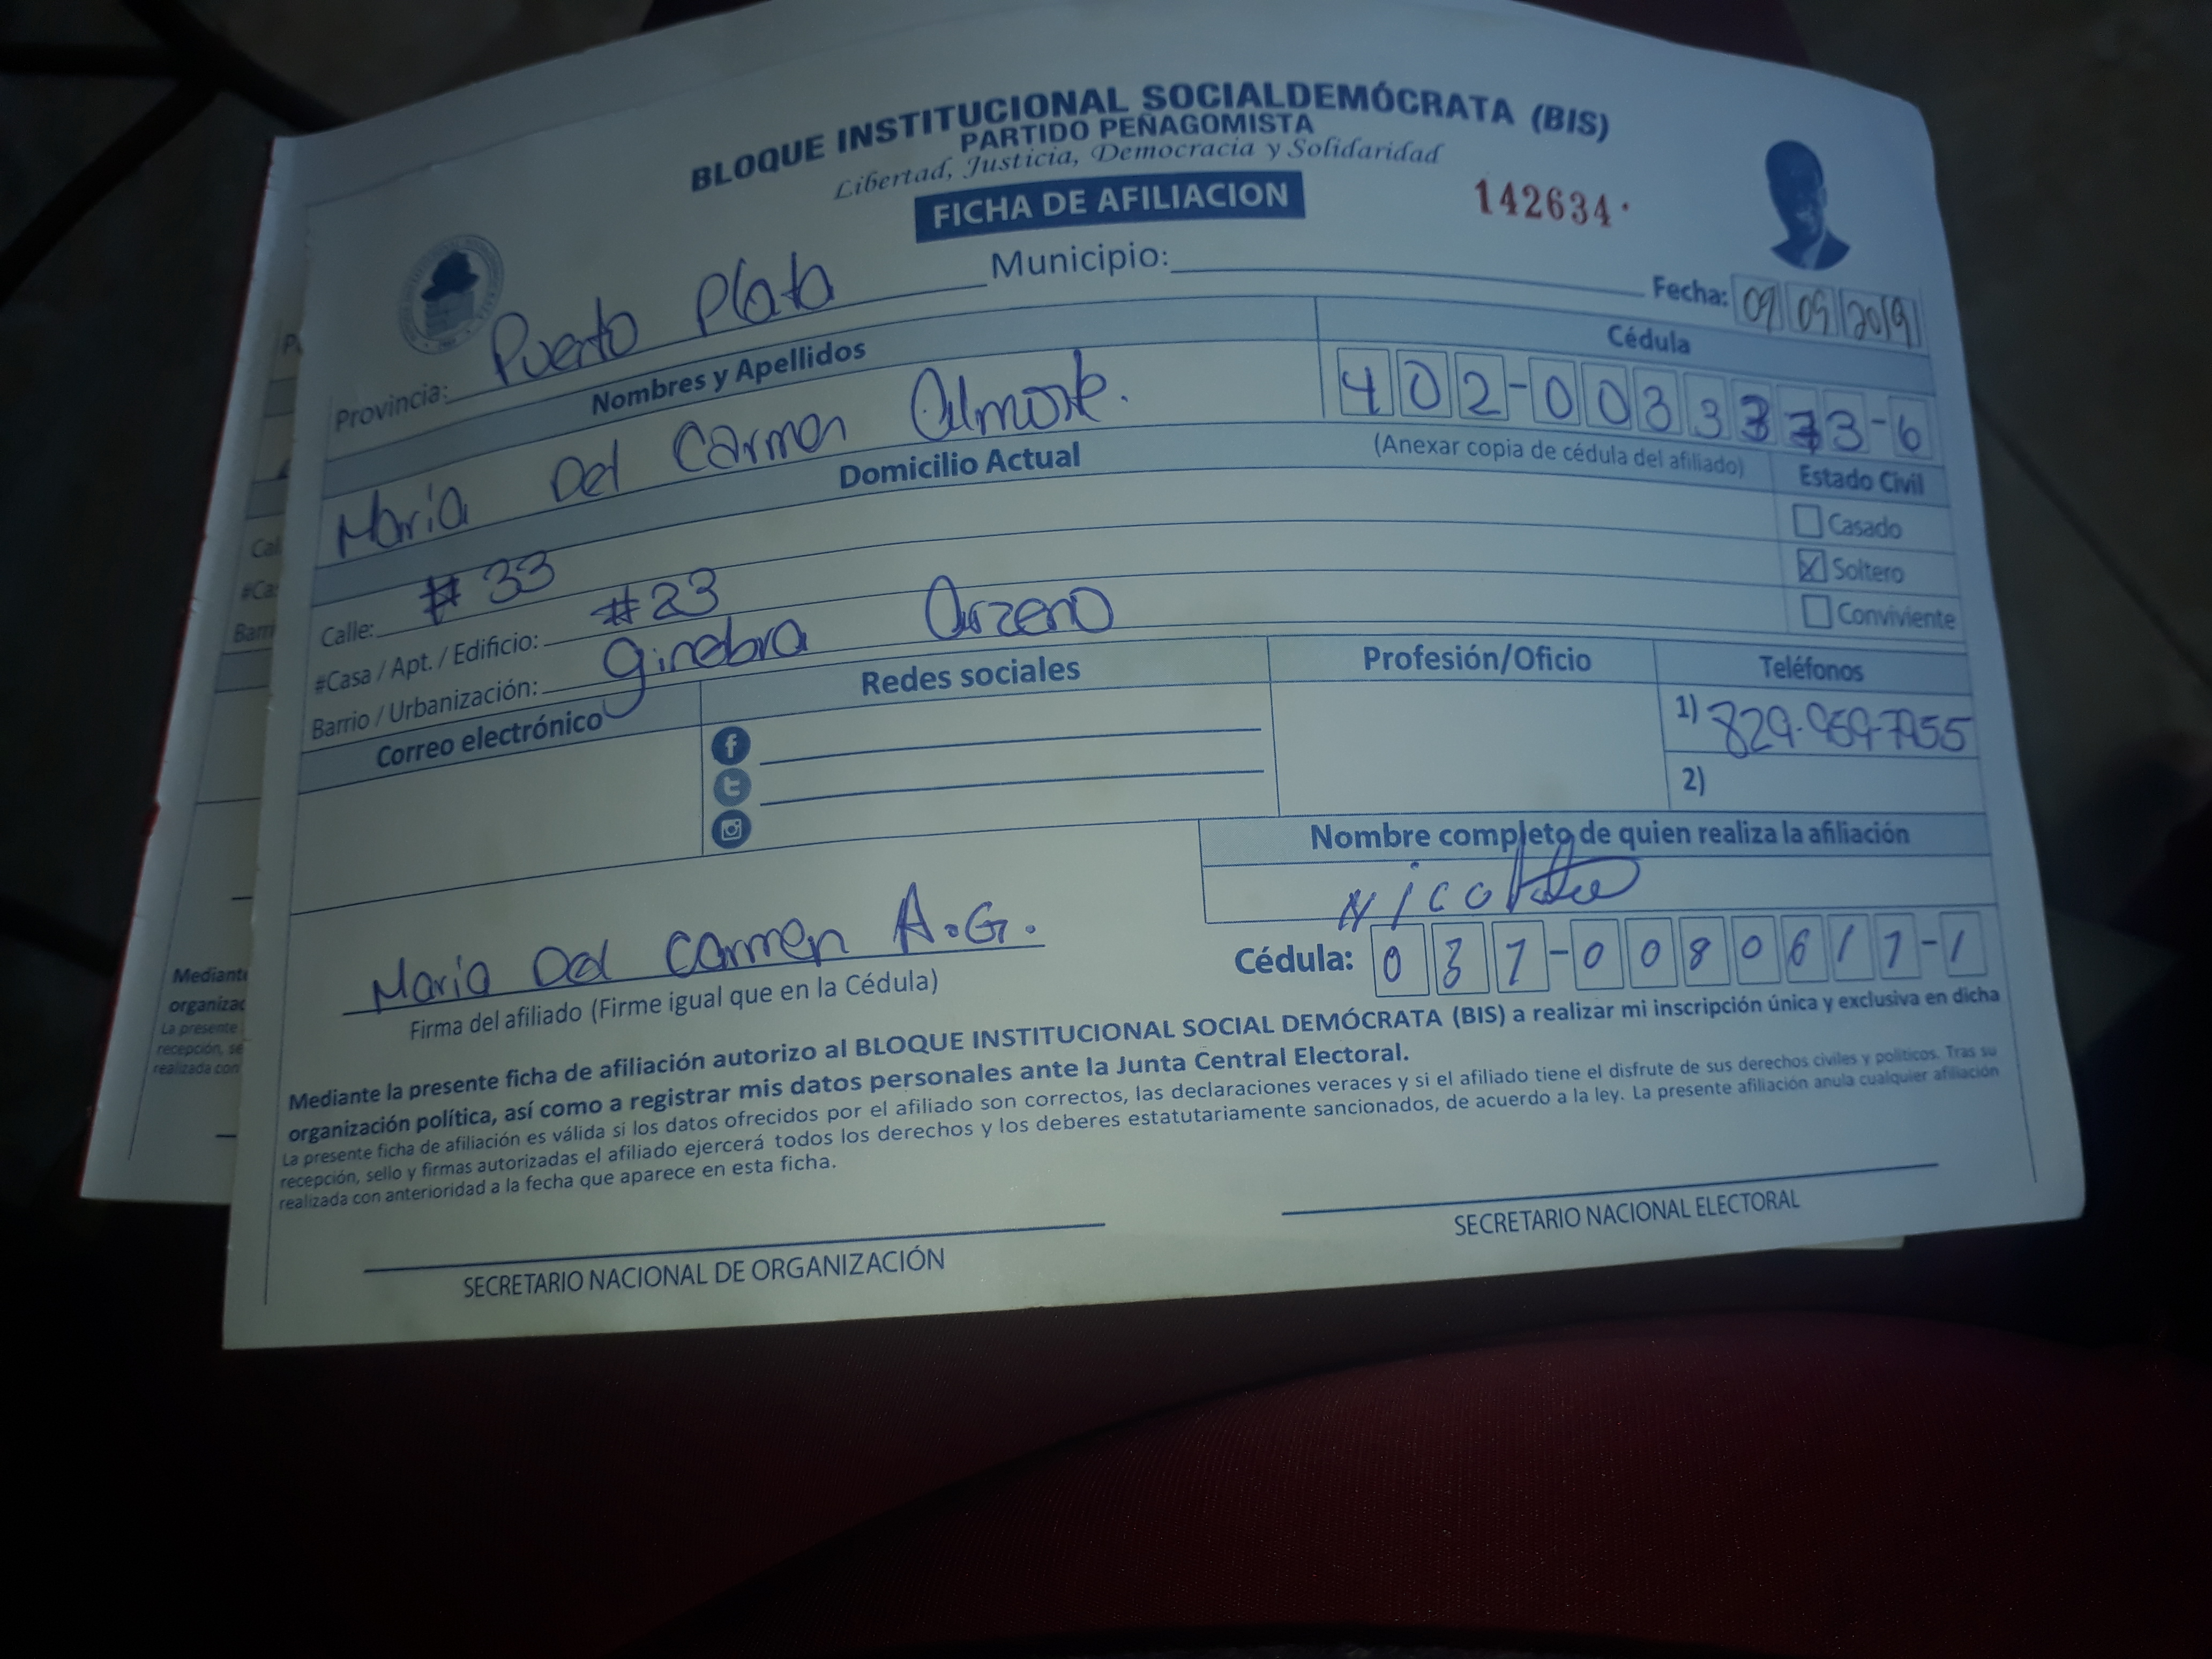 BLOQUE INSTITUCIONAL SOCIALDEMÓCRATA (BIS)
PARTIDO PEÑAGOMISTA
Libertad, Justicia, Democracia y Solidaridad
FICHA DE AFILIACION
142634
Provincia: Puerto Plata Municipio: Fecha: 09 09 2019
Nombres y Apellidos Cédula
Maria Del Carmen Almonte. 402-0033373-6
(Anexar copia de cédula del afiliado)
Domicilio Actual Estado Civil
Calle: # 33 Casado
#Casa / Apt. / Edificio: #23 Soltero
Barrio / Urbanización: Ginebra Arzeno Conviviente
Correo electrónico Redes sociales Profesión/Oficio Teléfonos
1) 829-959-7955
2)
Nombre completo de quien realiza la afiliación
Maria Del Carmen A.G.
Firma del afiliado (Firme igual que en la Cédula)
Cédula: 037-0080617-1
Mediante la presente ficha de afiliación autorizo al BLOQUE INSTITUCIONAL SOCIAL DEMÓCRATA (BIS) a realizar mi inscripción única y exclusiva en dicha
organización política, así como a registrar mis datos personales ante la Junta Central Electoral.
La presente ficha de afiliación es válida si los datos ofrecidos por el afiliado son correctos, las declaraciones veraces y si el afiliado tiene el disfrute de sus derechos civiles y políticos. Tras su
recepción, sello y firmas autorizadas el afiliado ejercerá todos los derechos y los deberes estatutariamente sancionados, de acuerdo a la ley. La presente afiliación anula cualquier afiliación
realizada con anterioridad a la fecha que aparece en esta ficha.
SECRETARIO NACIONAL DE ORGANIZACIÓN
SECRETARIO NACIONAL ELECTORAL